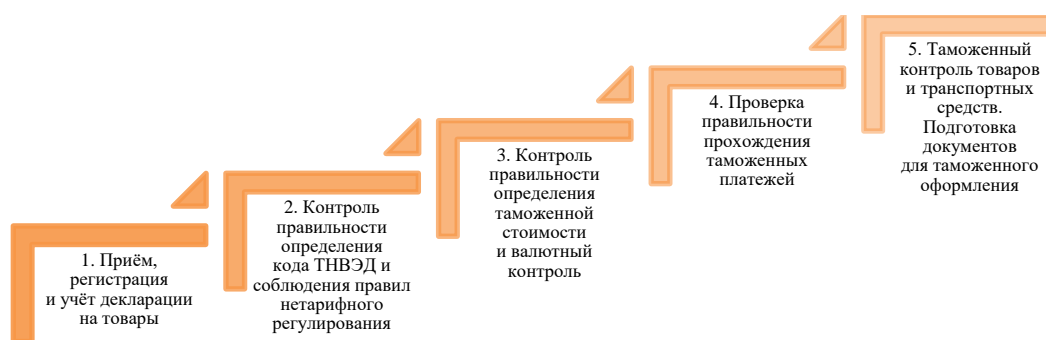 1. Приём,
регистрация
и учёт декларации
на товары
2. Контроль
правильности
определения
кода ТНВЭД и
соблюдения правил
нетарифного
регулирования
3. Контроль
правильности
определения
таможенной
стоимости
и валютный
контроль
4. Проверка
правильности
прохождения
таможенных
платежей
5. Таможенный
контроль товаров
и транспортных
средств.
Подготовка
документов
для таможенного
оформления